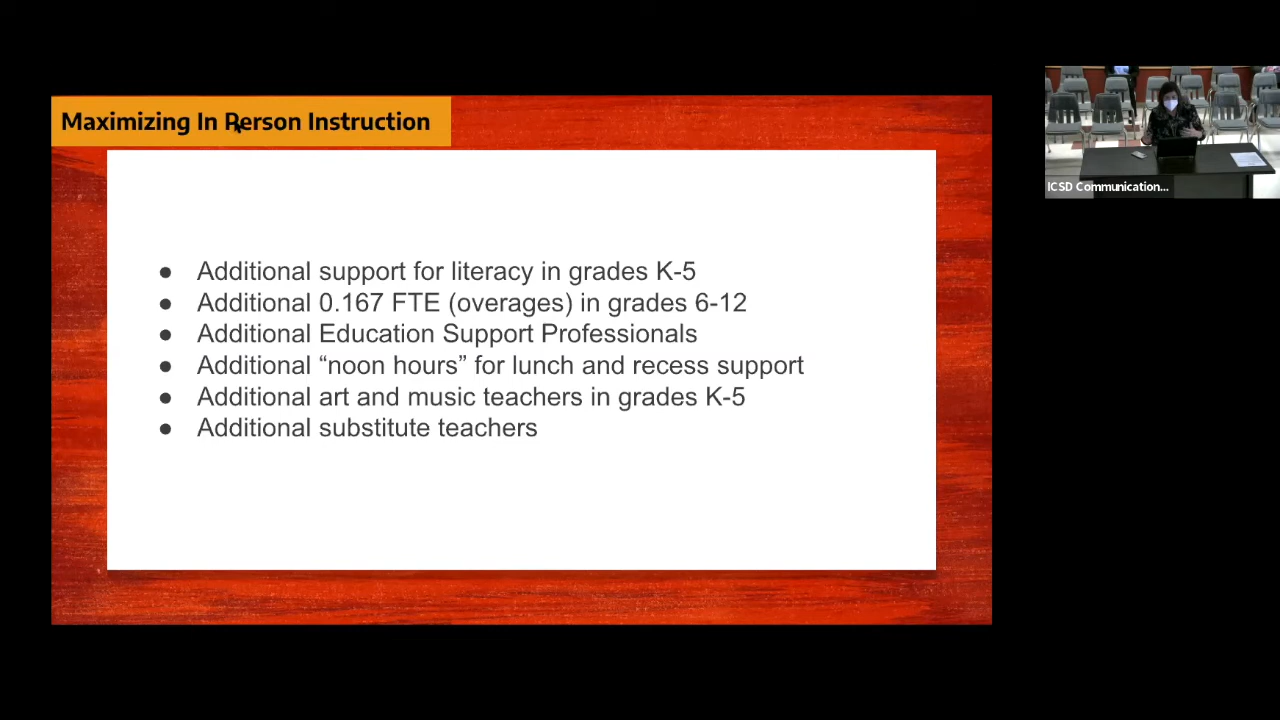 Maximizing In Person Instruction
ICSD Communication...
● Additional support for literacy in grades K-5
● Additional 0.167 FTE (overages) in grades 6-12
● Additional Education Support Professionals
● Additional “noon hours” for lunch and recess support
● Additional art and music teachers in grades K-5
● Additional substitute teachers